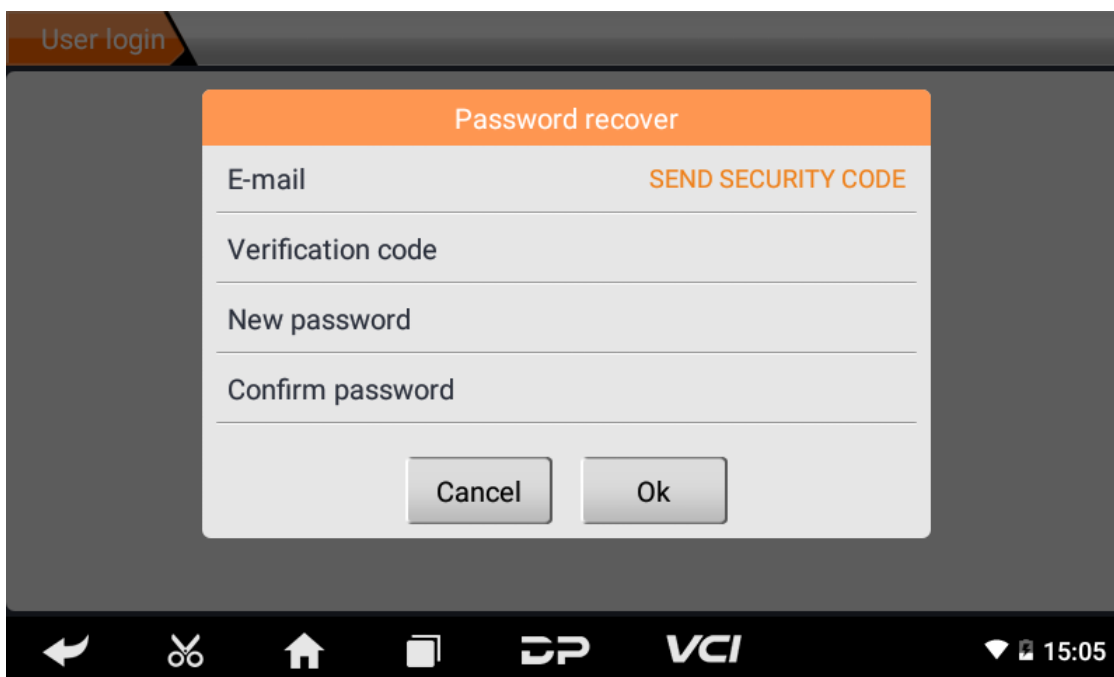 User login
Password recover
E-mail SEND SECURITY CODE
Verification code
New password
Confirm password
Cancel Ok
DP VCI 15:05